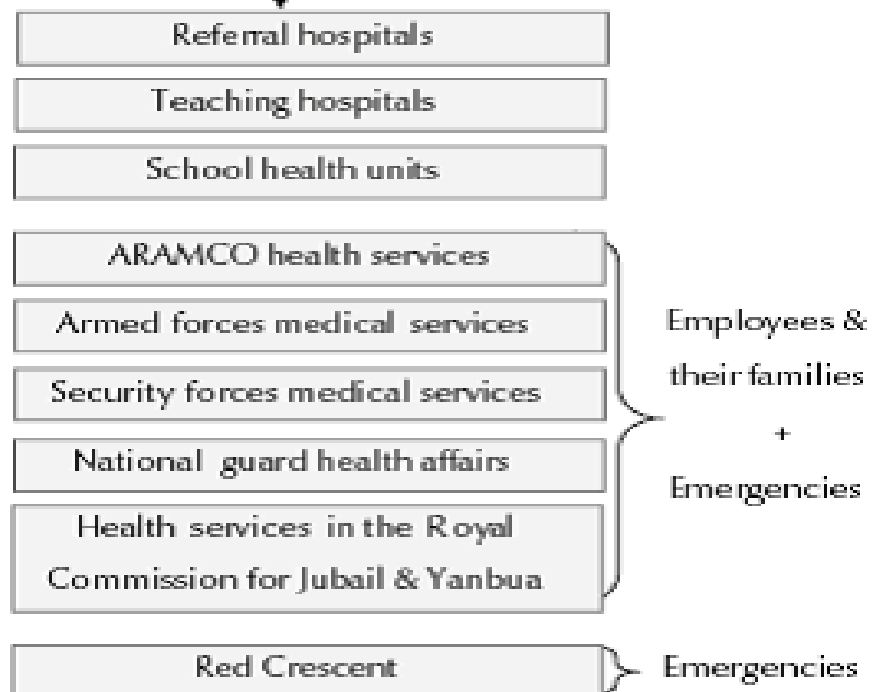 Referral hospitals
Teaching hospitals
School health units
ARAMCO health services
Armed forces medical services
Security forces medical services
National guard health affairs
Health services in the Royal
Commission for Jubail & Yanbua
Employees &
their families
+
Emergencies
Red Crescent
Emergencies